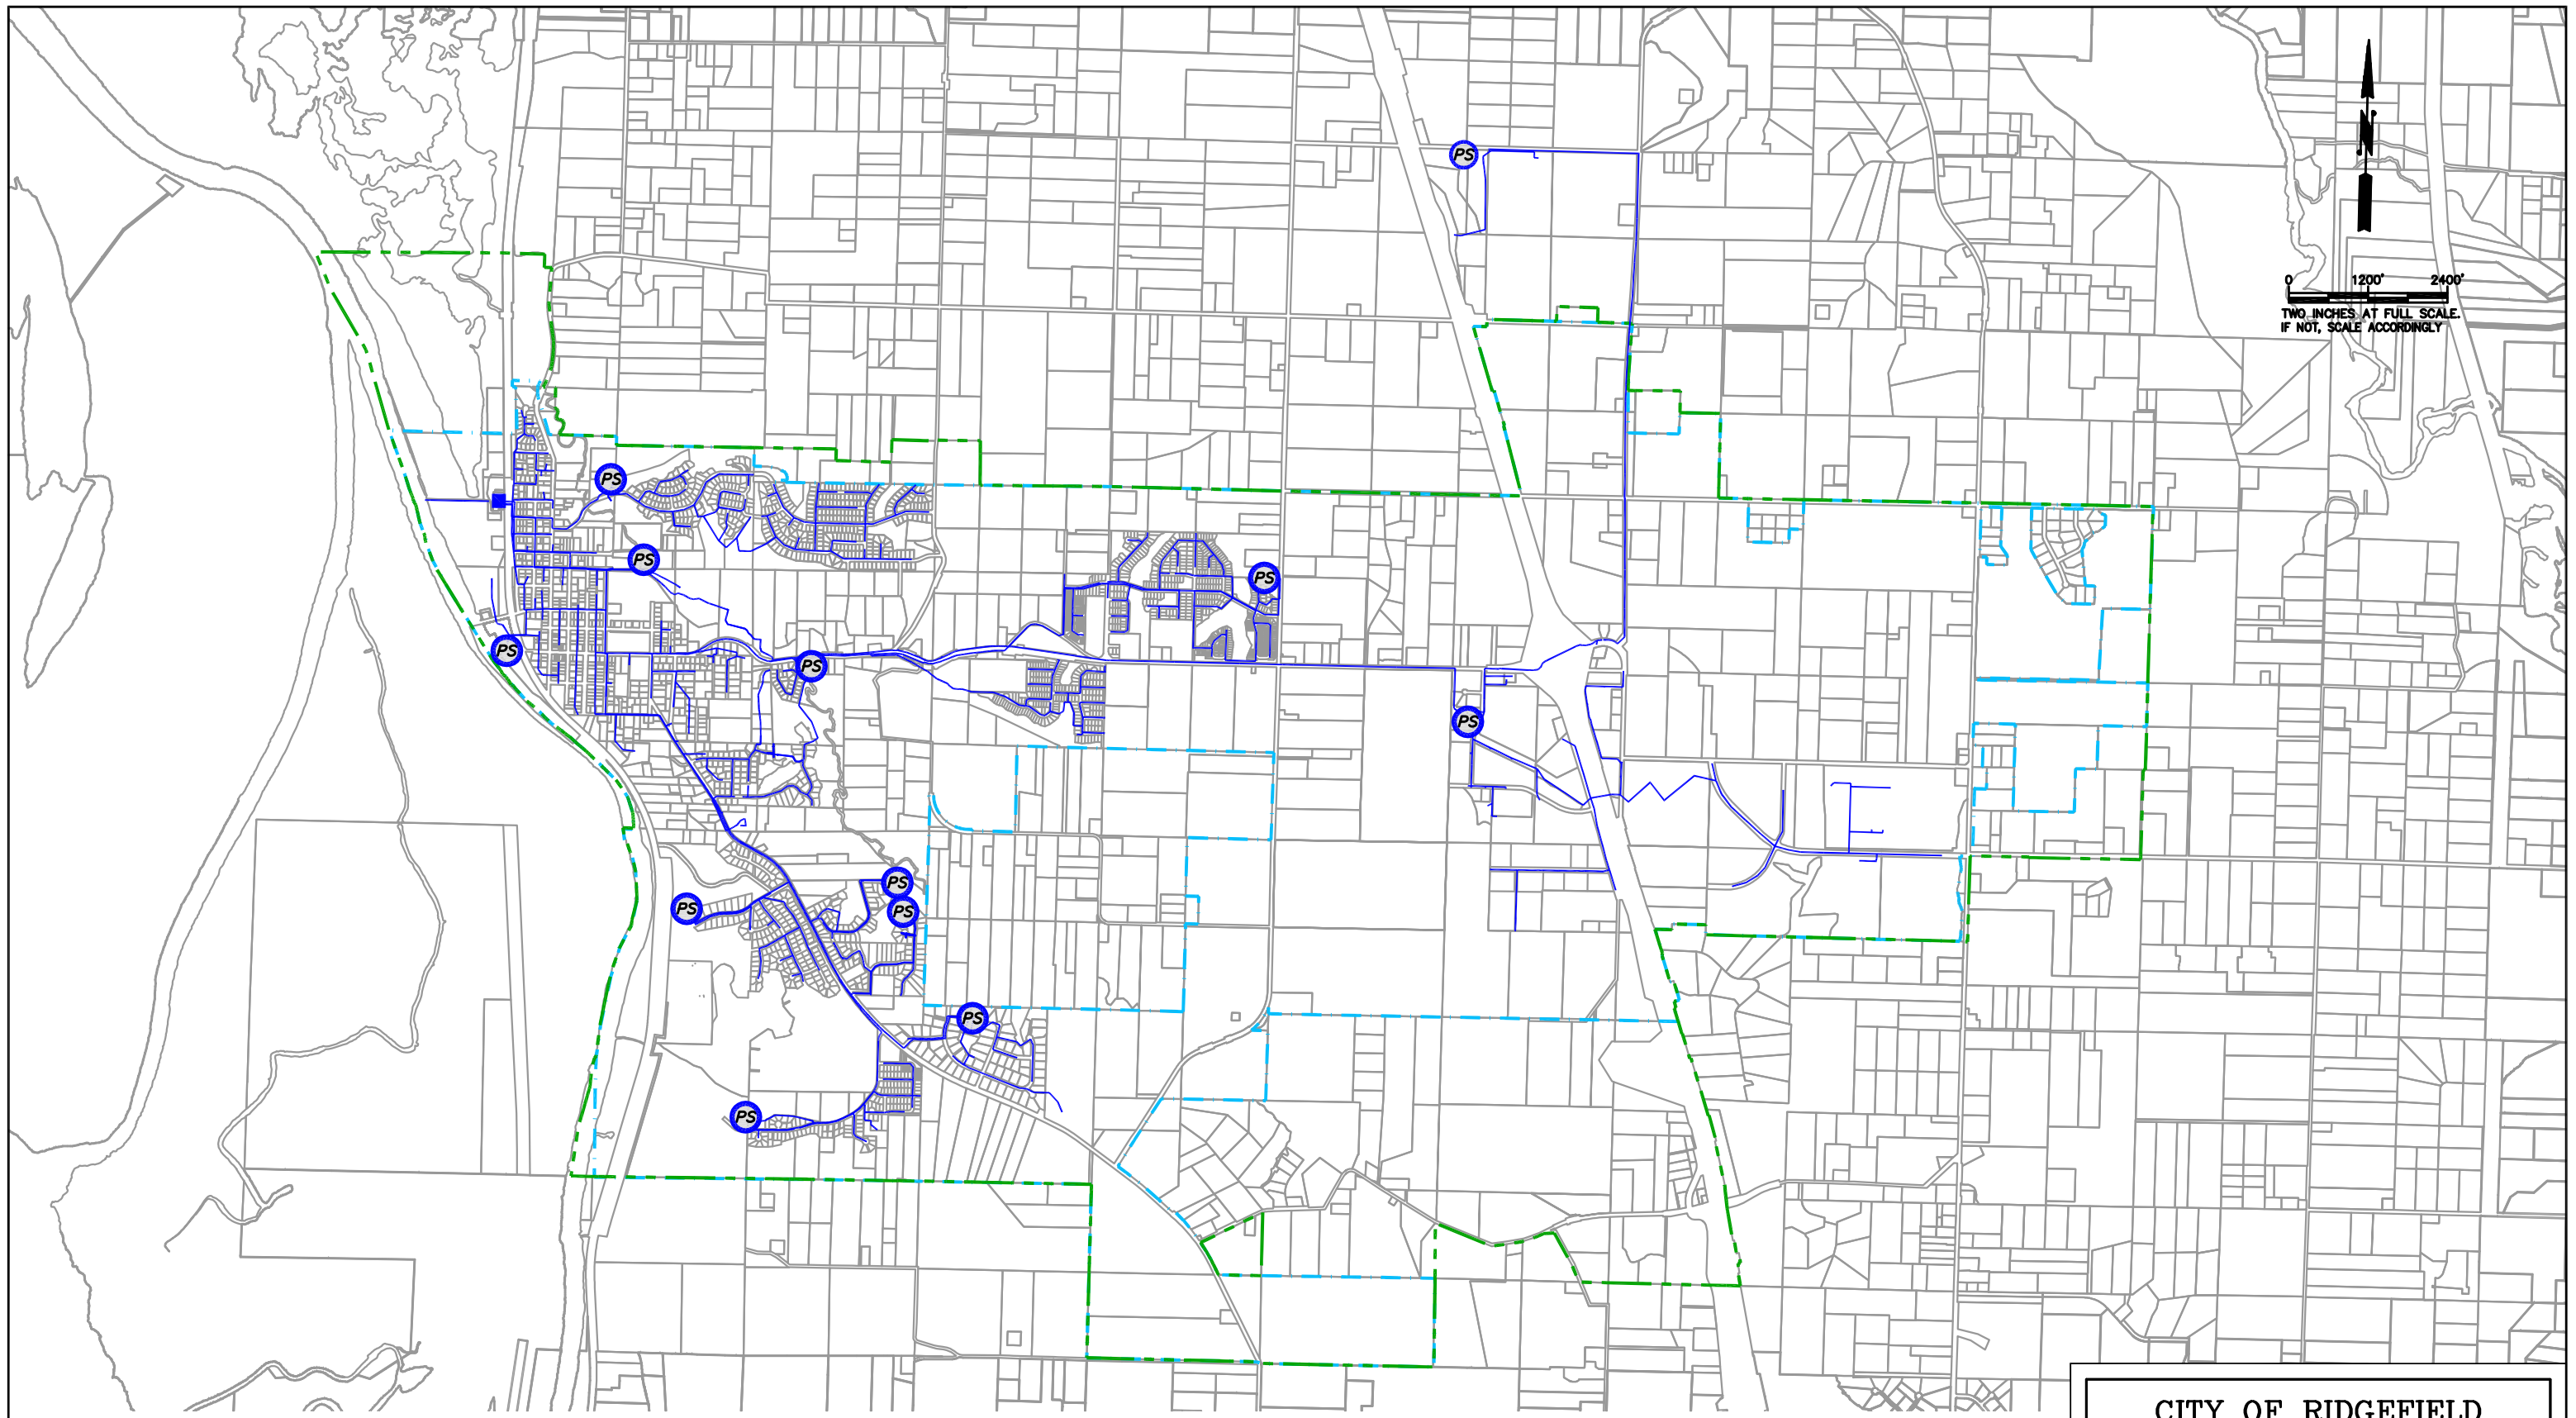 N
PS
0 1200' 2400'
TWO INCHES AT FULL SCALE.
IF NOT, SCALE ACCORDINGLY
PS
PS
PS
PS
PS
PS
PS
PS
PS
PS
PS
CITY OF RIDGEFIELD